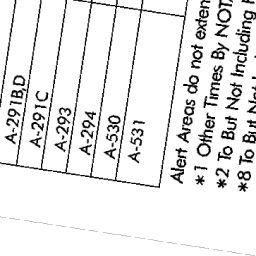 A-291B,D
A-291C
A-293
A-294
A-530
A-531
Alert Areas do not exten
*1 Other Times By NOT
*2 To But Not Including
*8 To But Not